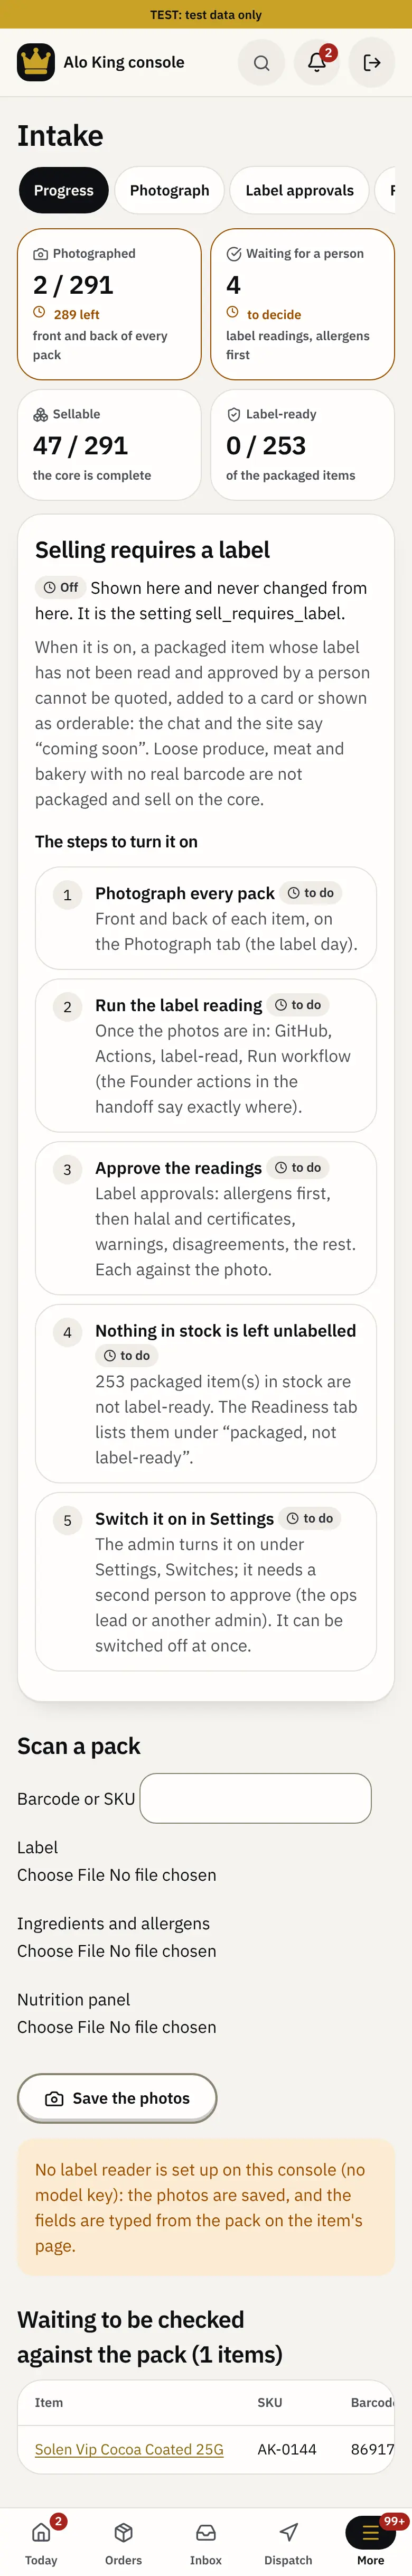 TEST: test data only
Alo King console
2
Intake
Progress
Photograph
Label approvals
Photographed
2 / 291
289 left
front and back of every
pack
Waiting for a person
4
to decide
label readings, allergens
first
Sellable
47 / 291
the core is complete
Label-ready
0 / 253
of the packaged items
Selling requires a label
Off Shown here and never changed from
here. It is the setting sell_requires_label.
When it is on, a packaged item whose label
has not been read and approved by a person
cannot be quoted, added to a card or shown
as orderable: the chat and the site say
“coming soon”. Loose produce, meat and
bakery with no real barcode are not
packaged and sell on the core.
The steps to turn it on
1
Photograph every pack to do
Front and back of each item, on
the Photograph tab (the label day).
2
Run the label reading to do
Once the photos are in: GitHub,
Actions, label-read, Run workflow
(the Founder actions in the
handoff say exactly where).
3
Approve the readings to do
Label approvals: allergens first,
then halal and certificates,
warnings, disagreements, the rest.
Each against the photo.
4
Nothing in stock is left unlabelled
to do
253 packaged item(s) in stock are
not label-ready. The Readiness tab
lists them under “packaged, not
label-ready”.
5
Switch it on in Settings to do
The admin turns it on under
Settings, Switches; it needs a
second person to approve (the ops
lead or another admin). It can be
switched off at once.
Scan a pack
Barcode or SKU
Label
Choose File No file chosen
Ingredients and allergens
Choose File No file chosen
Nutrition panel
Choose File No file chosen
Save the photos
No label reader is set up on this console (no
model key): the photos are saved, and the
fields are typed from the pack on the item's
page.
Waiting to be checked
against the pack (1 items)
Item SKU Barcode
Solen Vip Cocoa Coated 25G AK-0144 86917
2
99+
Today Orders Inbox Dispatch More